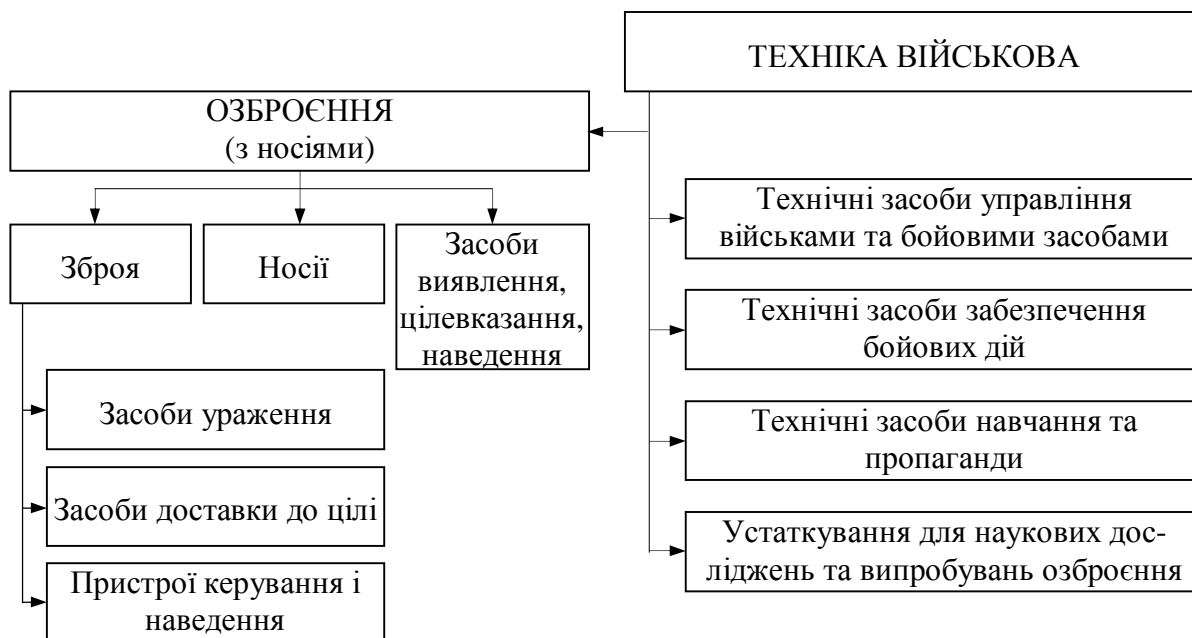 ТЕХНІКА ВІЙСЬКОВА
ОЗБРОЄННЯ
(з носіями)
Зброя
Носії
Засоби
виявлення,
цілевказання,
наведення
Засоби ураження
Засоби доставки до цілі
Пристрої керування і
наведення
Технічні засоби управління
військами та бойовими засобами
Технічні засоби забезпечення
бойових дій
Технічні засоби навчання та
пропаганди
Устаткування для наукових дос-
ліджень та випробувань озброєння